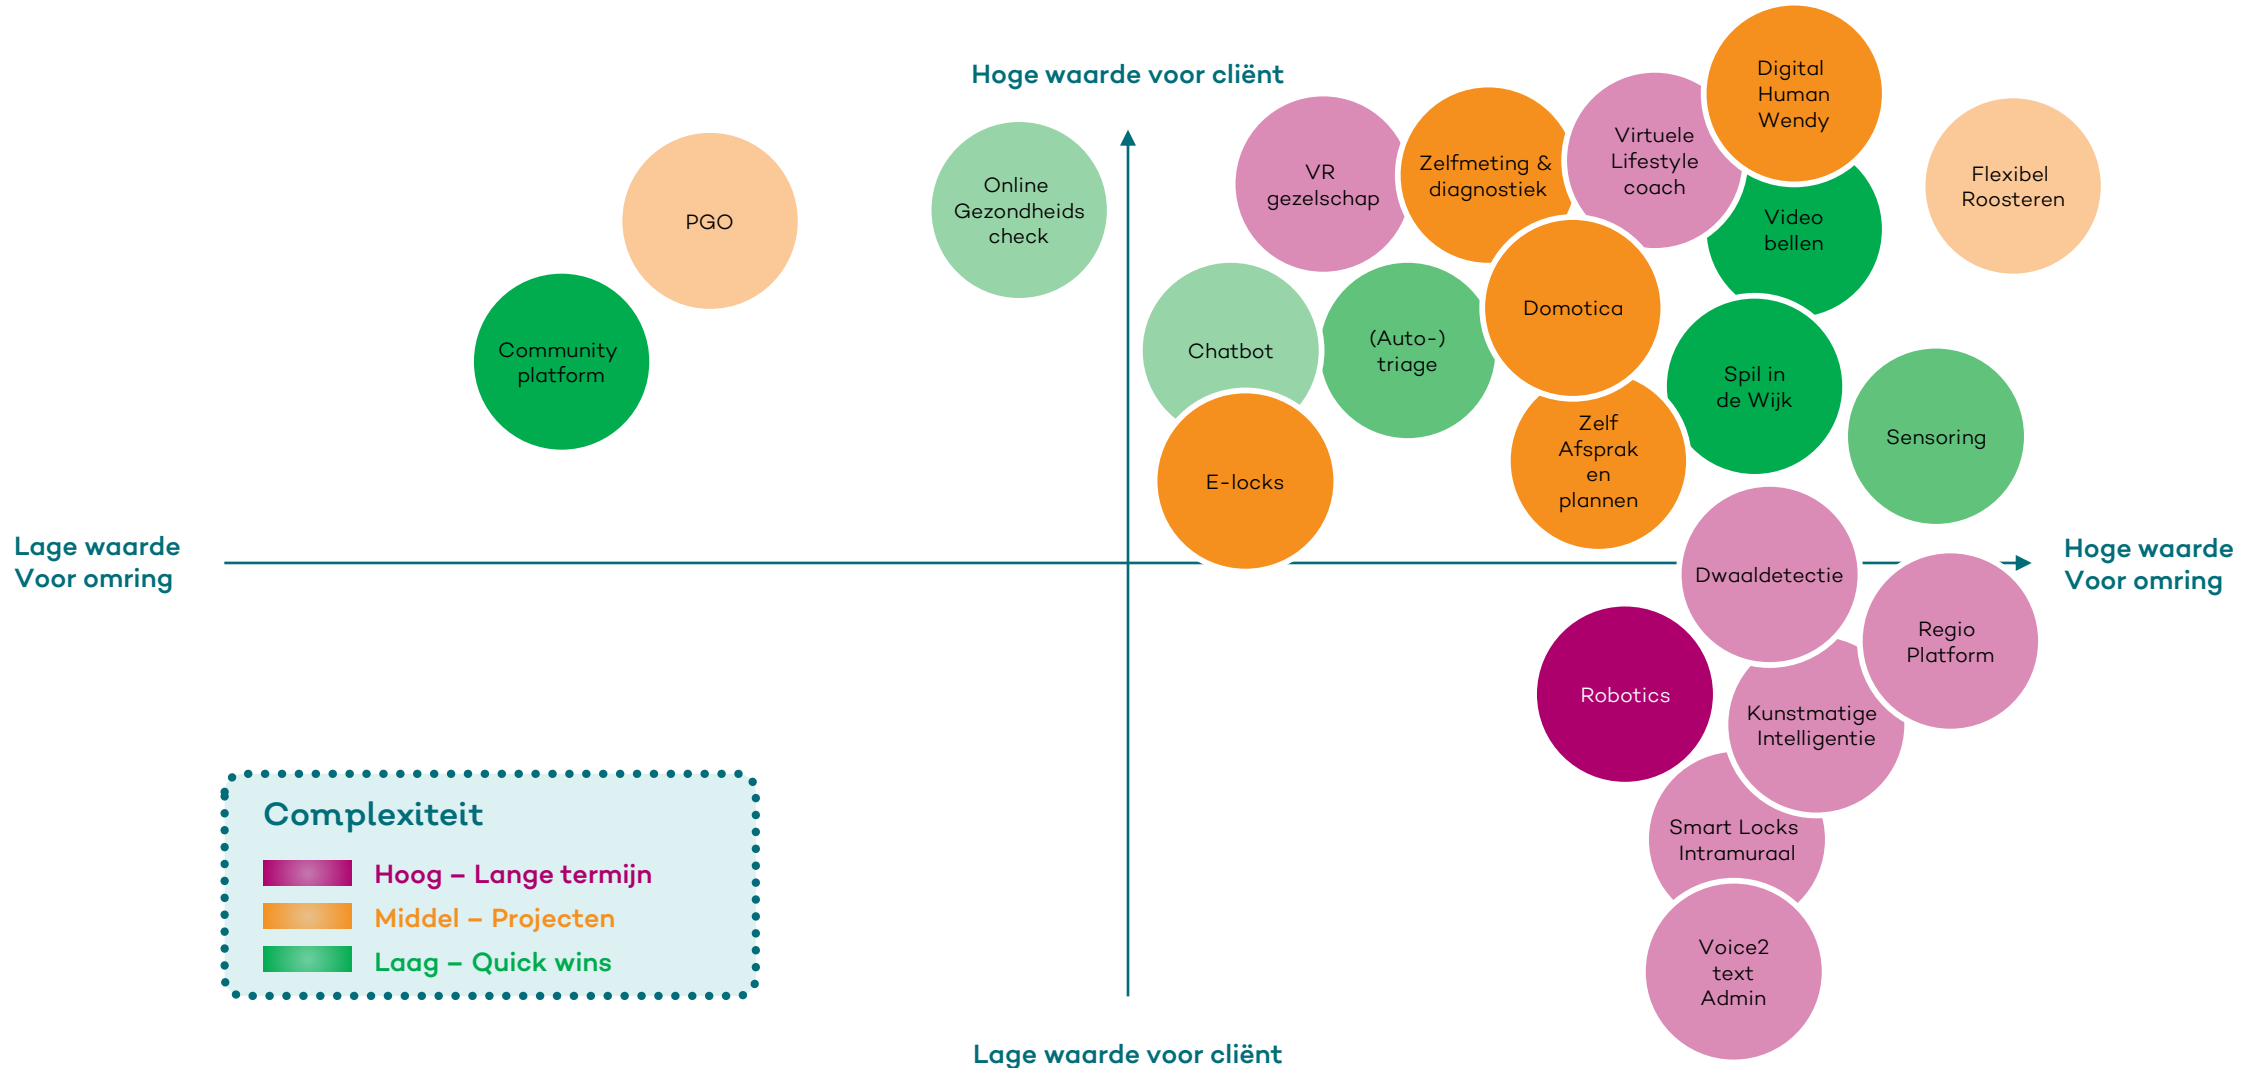 Hoge waarde voor cliënt
Digital
Human
Wendy
Virtuele
Lifestyle
coach
Zelfmeting &
diagnostiek
VR
gezelschap
Online
Gezondheids
check
PGO
Flexibel
Roosteren
Video
bellen
Domotica
(Auto-)
triage
Chatbot
Community
platform
Spil in
de Wijk
Sensoring
Zelf
Afsprak
en
plannen
E-locks
Lage waarde
Voor omring
Hoge waarde
Voor omring
Dwaaldetectie
Regio
Platform
Robotics
Kunstmatige
Intelligentie
Smart Locks
Intramuraal
Voice2
text
Admin
Complexiteit
Hoog – Lange termijn
Middel – Projecten
Laag – Quick wins
Lage waarde voor cliënt